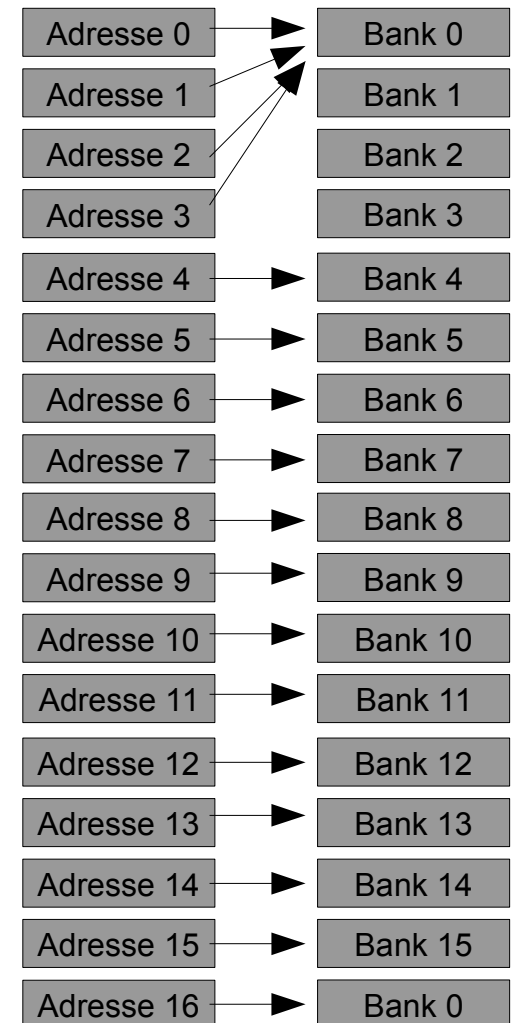 Adresse 0 Bank 0
Adresse 1 Bank 1
Adresse 2 Bank 2
Adresse 3 Bank 3
Adresse 4 Bank 4
Adresse 5 Bank 5
Adresse 6 Bank 6
Adresse 7 Bank 7
Adresse 8 Bank 8
Adresse 9 Bank 9
Adresse 10 Bank 10
Adresse 11 Bank 11
Adresse 12 Bank 12
Adresse 13 Bank 13
Adresse 14 Bank 14
Adresse 15 Bank 15
Adresse 16 Bank 0